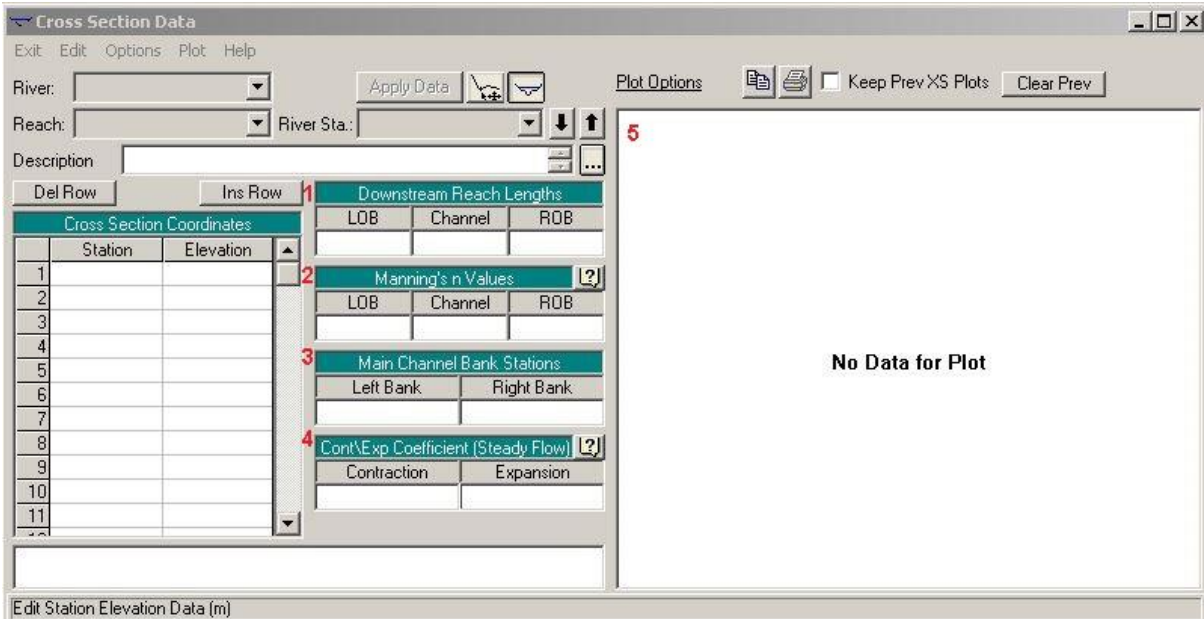 Cross Section Data
Exit Edit Options Plot Help
River:
Apply Data
Plot Options
Keep Prev XS Plots
Clear Prev
Reach:
River Sta.:
Description
...
Del Row
Ins Row
Cross Section Coordinates
Station Elevation
1
2
3
4
5
6
7
8
9
10
11
1 Downstream Reach Lengths
LOB Channel ROB
2 Manning's n Values
LOB Channel ROB
3 Main Channel Bank Stations
Left Bank Right Bank
4 Cont\Exp Coefficient (Steady Flow)
Contraction Expansion
5
No Data for Plot
Edit Station Elevation Data (m)